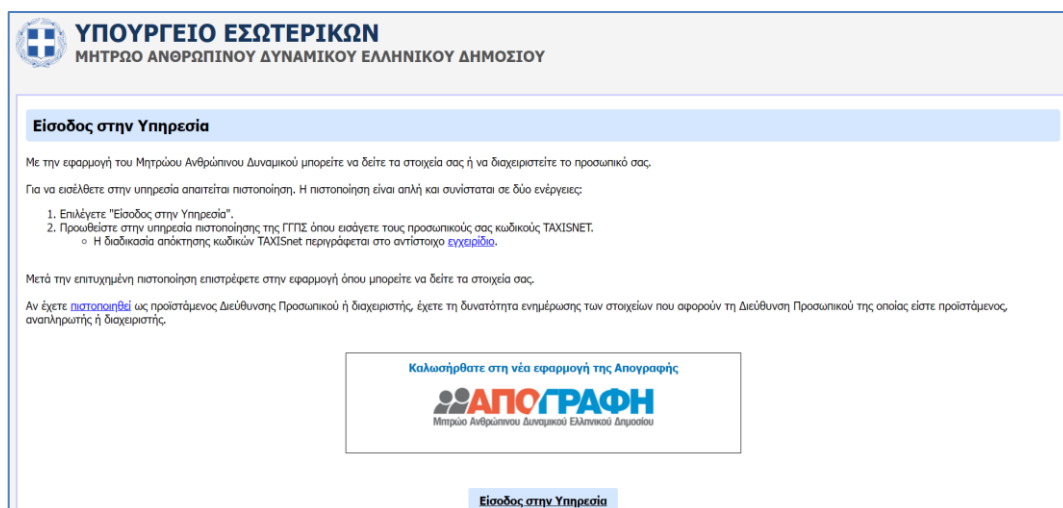 ΥΠΟΥΡΓΕΙΟ ΕΣΩΤΕΡΙΚΩΝ
ΜΗΤΡΩΟ ΑΝΘΡΩΠΙΝΟΥ ΔΥΝΑΜΙΚΟΥ ΕΛΛΗΝΙΚΟΥ ΔΗΜΟΣΙΟΥ
Είσοδος στην Υπηρεσία
Με την εφαρμογή του Μητρώου Ανθρώπινου Δυναμικού μπορείτε να δείτε τα στοιχεία σας ή να διαχειριστείτε το προσωπικό σας.
Για να εισέλθετε στην υπηρεσία απαιτείται πιστοποίηση. Η πιστοποίηση είναι απλή και συνίσταται σε δύο ενέργειες:
1. Επιλέγετε "Είσοδος στην Υπηρεσία".
2. Προωθείστε στην υπηρεσία πιστοποίησης της ΓΓΠΣ όπου εισάγετε τους προσωπικούς σας κωδικούς TAXISNET.
○ Η διαδικασία απόκτησης κωδικών TAXISnet περιγράφεται στο αντίστοιχο εγχειρίδιο.
Μετά την επιτυχημένη πιστοποίηση επιστρέφετε στην εφαρμογή όπου μπορείτε να δείτε τα στοιχεία σας.
Αν έχετε πιστοποιηθεί ως προϊστάμενος Διεύθυνσης Προσωπικού ή διαχειριστής, έχετε τη δυνατότητα ενημέρωσης των στοιχείων που αφορούν τη Διεύθυνση Προσωπικού της οποίας είστε προϊστάμενος,
αναπληρωτής ή διαχειριστής.
Καλωσήρθατε στη νέα εφαρμογή της Απογραφής
ΑΠΟΓΡΑΦΗ
Μητρώο Ανθρώπινου Δυναμικού Ελληνικού Δημοσίου
Είσοδος στην Υπηρεσία